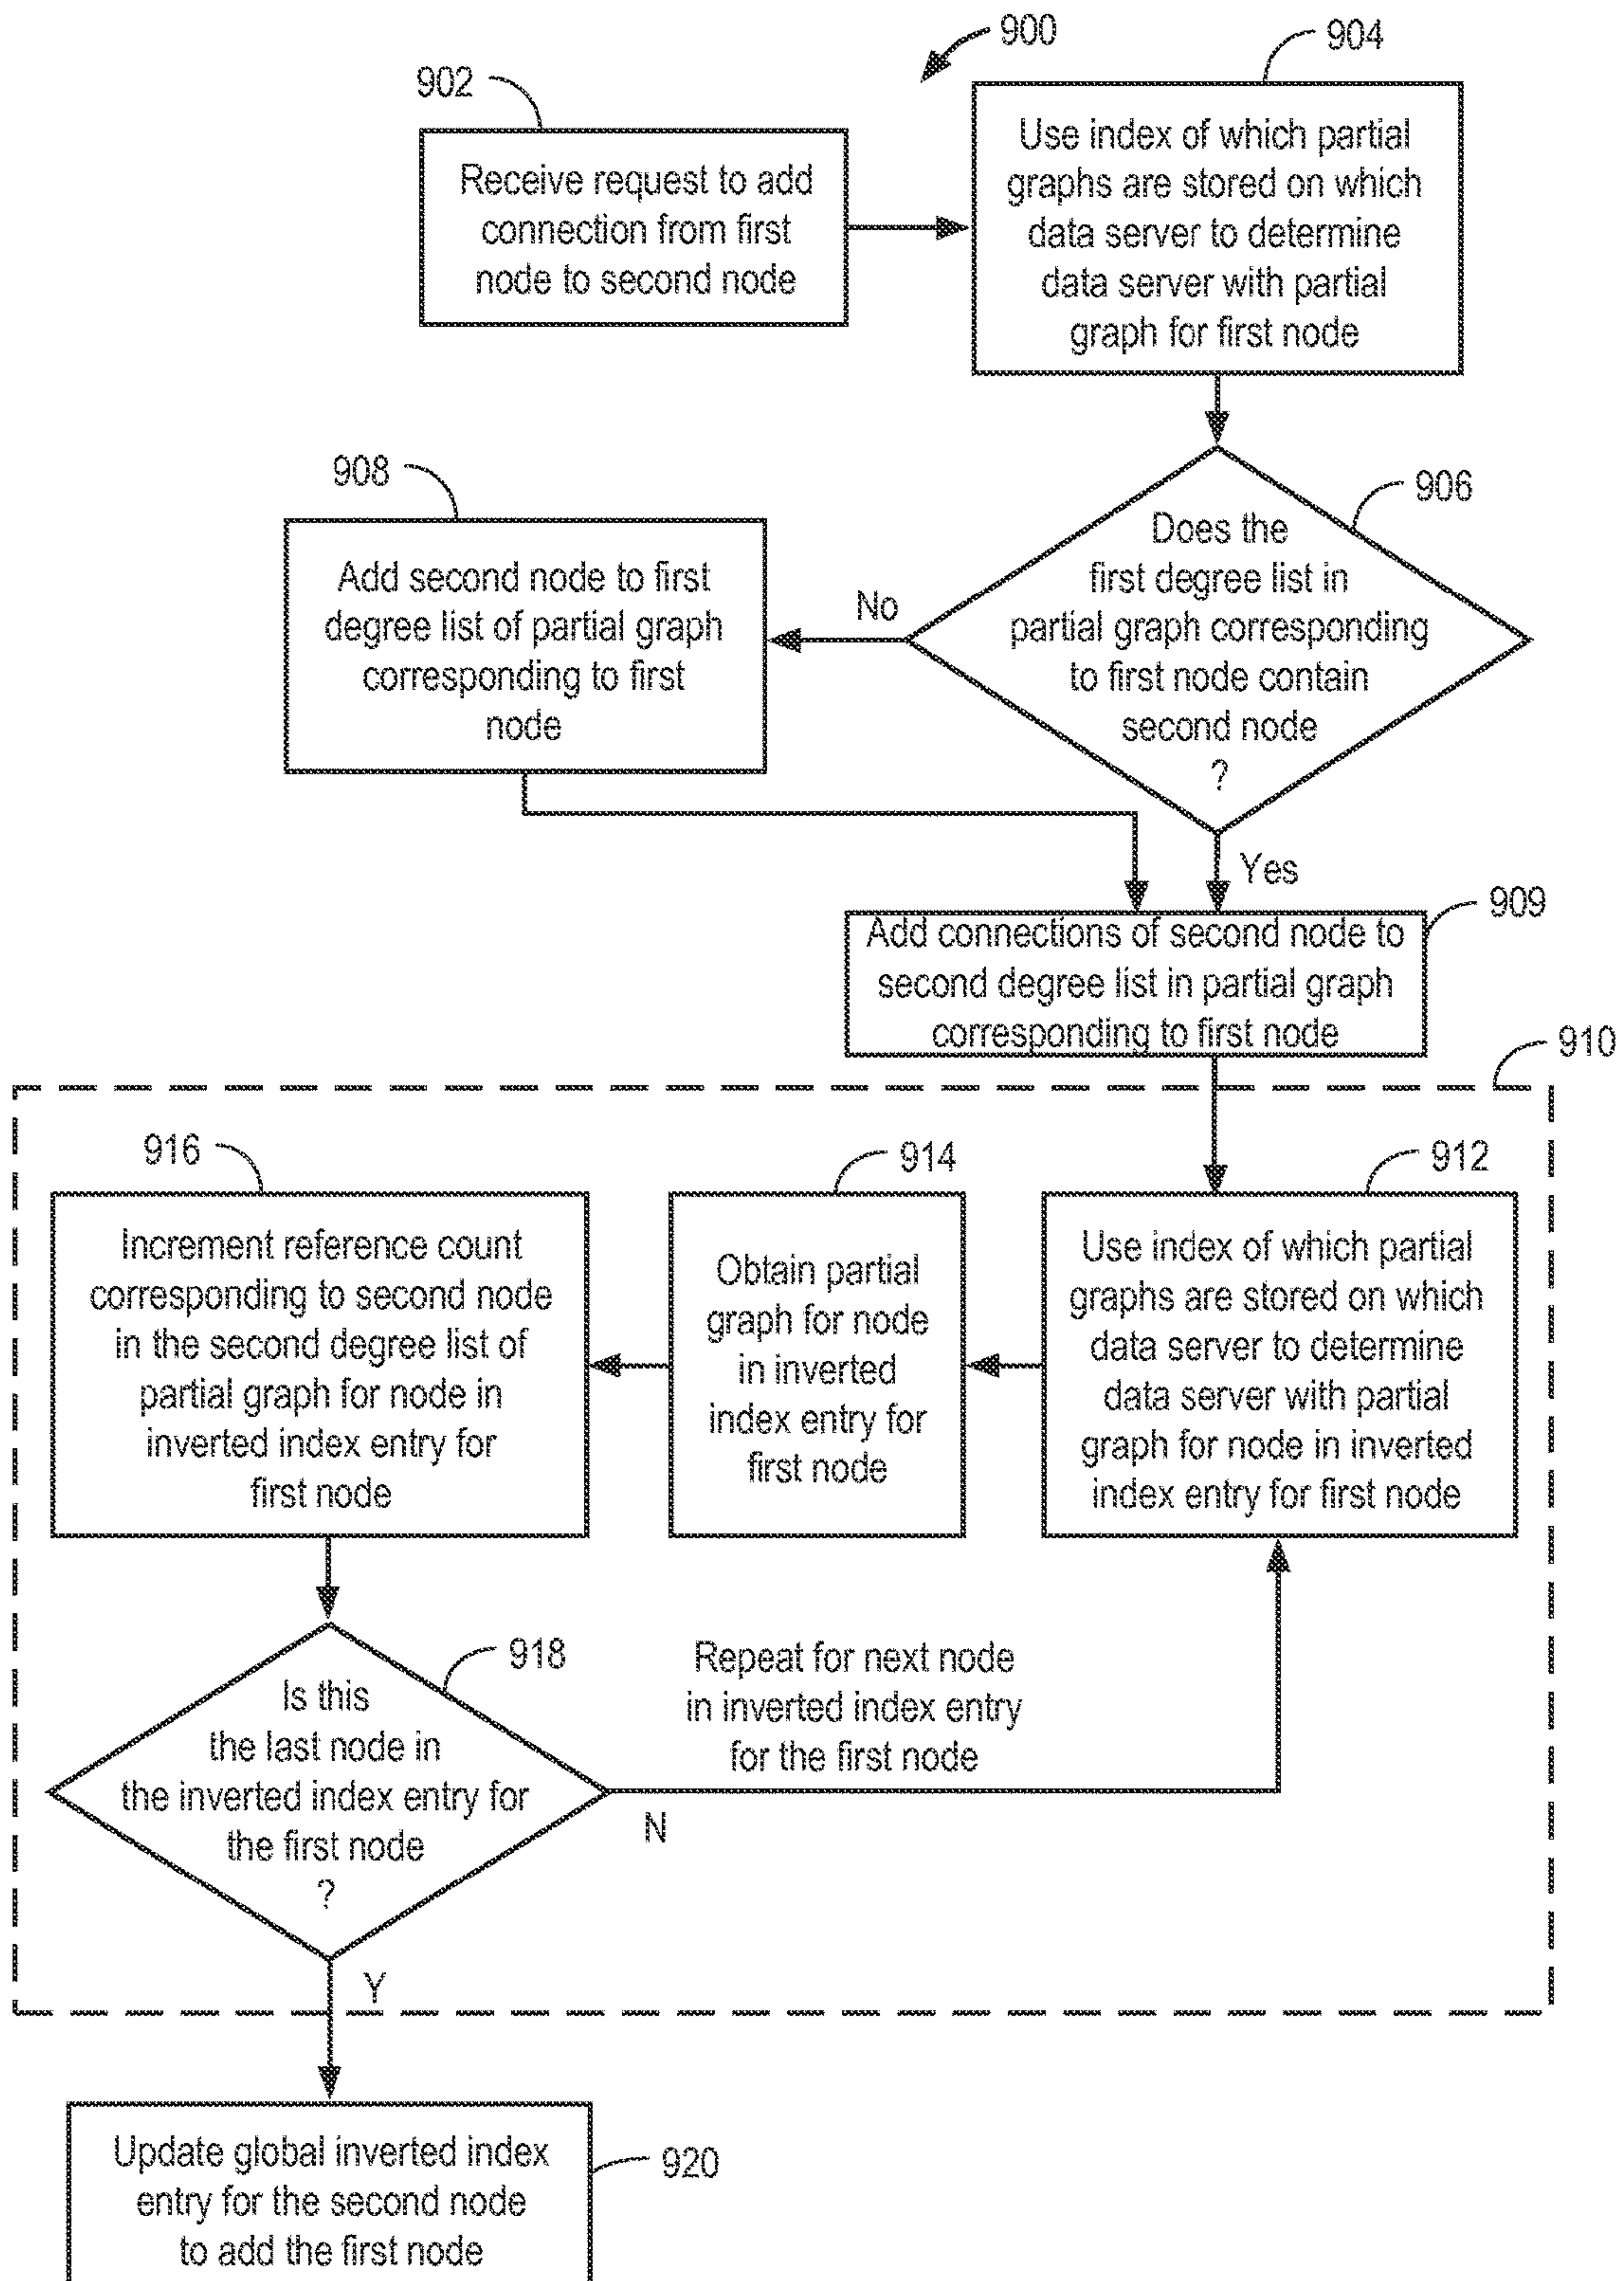 900
902
Receive request to add
connection from first
node to second node
904
Use index of which partial
graphs are stored on which
data server to determine
data server with partial
graph for first node
906
Does the
first degree list in
partial graph corresponding
to first node contain
second node
?
No
Yes
908
Add second node to first
degree list of partial graph
corresponding to first
node
909
Add connections of second node to
second degree list in partial graph
corresponding to first node
910
912
Use index of which partial
graphs are stored on which
data server to determine
data server with partial
graph for node in inverted
index entry for first node
914
Obtain partial
graph for node
in inverted
index entry for
first node
916
Increment reference count
corresponding to second node
in the second degree list of
partial graph for node in
inverted index entry for
first node
918
Is this
the last node in
the inverted index entry for
the first node
?
N
Repeat for next node
in inverted index entry
for the first node
Y
920
Update global inverted index
entry for the second node
to add the first node